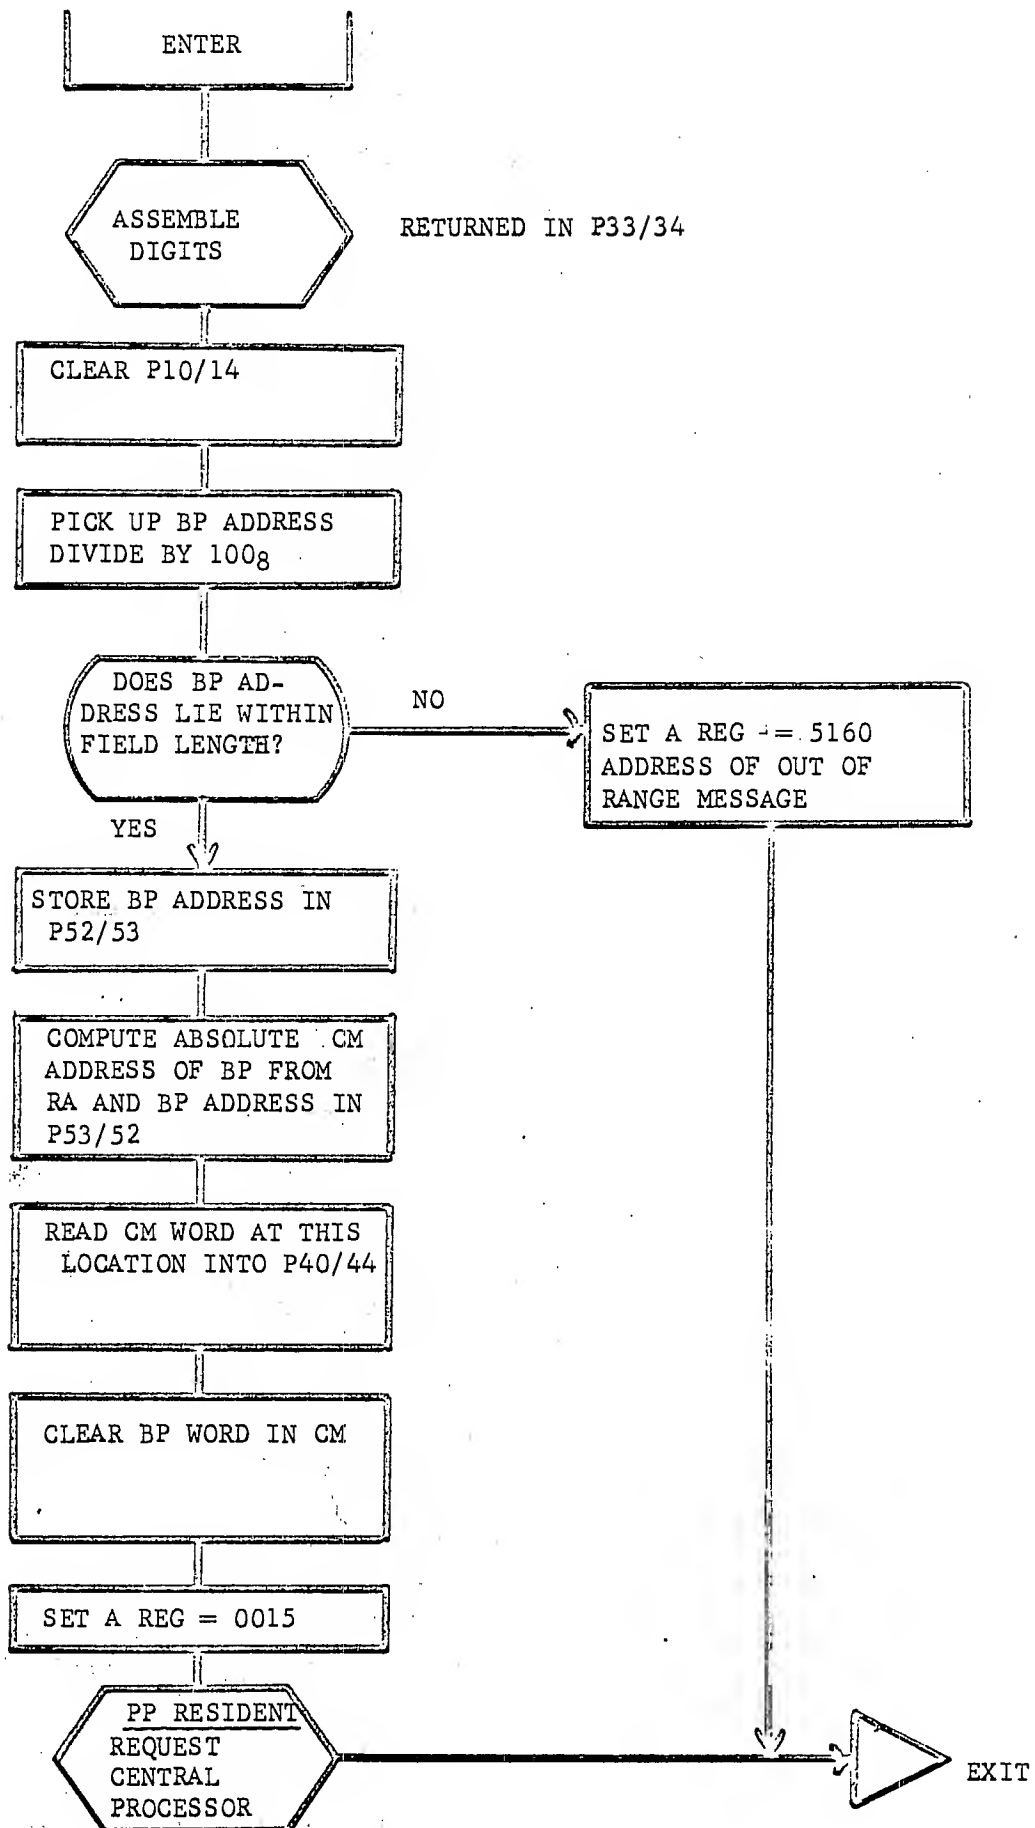 ENTER
ASSEMBLE
DIGITS
RETURNED IN P33/34
CLEAR P10/14
PICK UP BP ADDRESS
DIVIDE BY 100₈
DOES BP AD-
DRESS LIE WITHIN
FIELD LENGTH?
NO
SET A REG = 5160
ADDRESS OF OUT OF
RANGE MESSAGE
YES
STORE BP ADDRESS IN
P52/53
COMPUTE ABSOLUTE CM
ADDRESS OF BP FROM
RA AND BP ADDRESS IN
P53/52
READ CM WORD AT THIS
LOCATION INTO P40/44
CLEAR BP WORD IN CM
SET A REG = 0015
PP RESIDENT
REQUEST
CENTRAL
PROCESSOR
EXIT